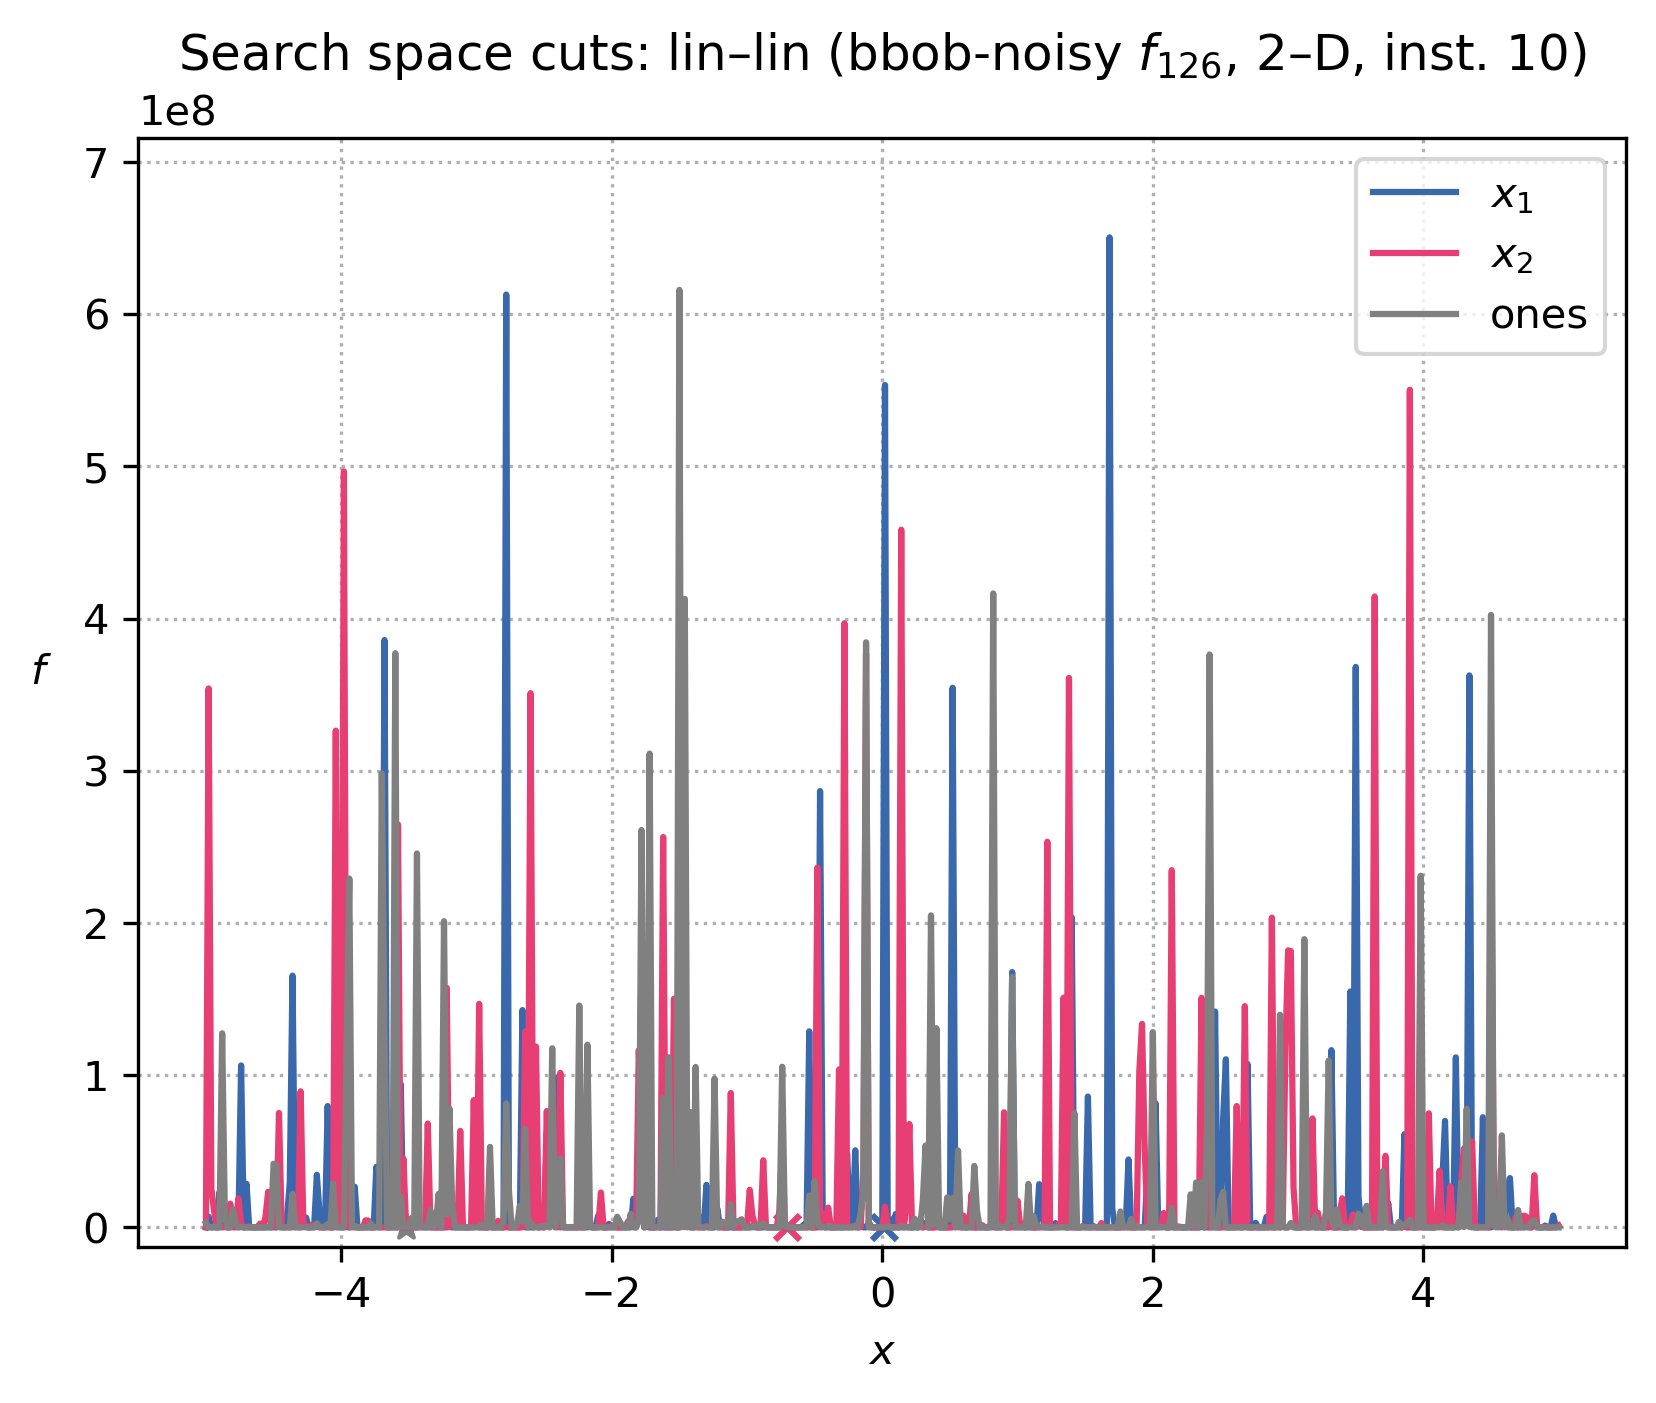 Search space cuts: lin–lin (bbob-noisy f₁₂₆, 2–D, inst. 10)
1e8
7
6
5
4
3
2
1
0
f
x₁
x₂
ones
−4 −2 0 2 4
x